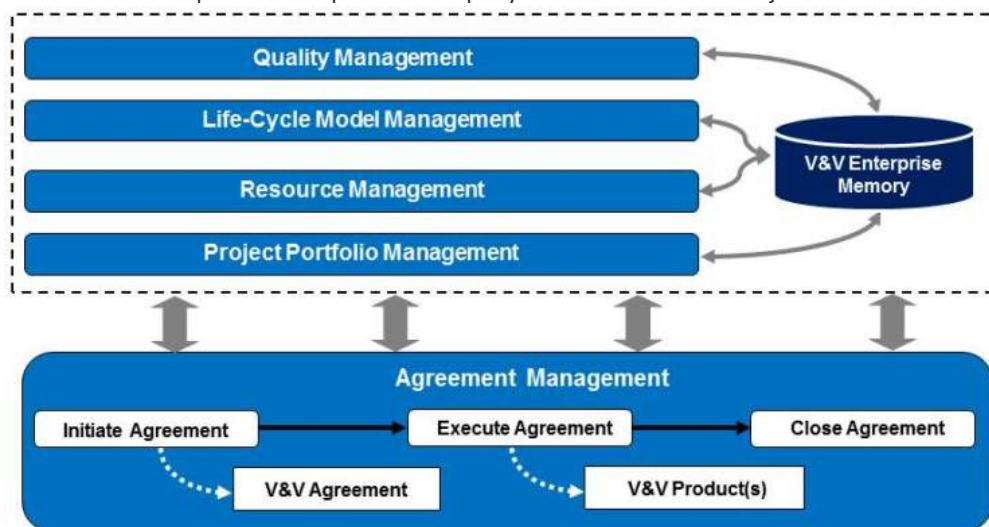 Quality Management
Life-Cycle Model Management
Resource Management
Project Portfolio Management
V&V Enterprise
Memory
Agreement Management
Initiate Agreement
Execute Agreement
Close Agreement
V&V Agreement
V&V Product(s)